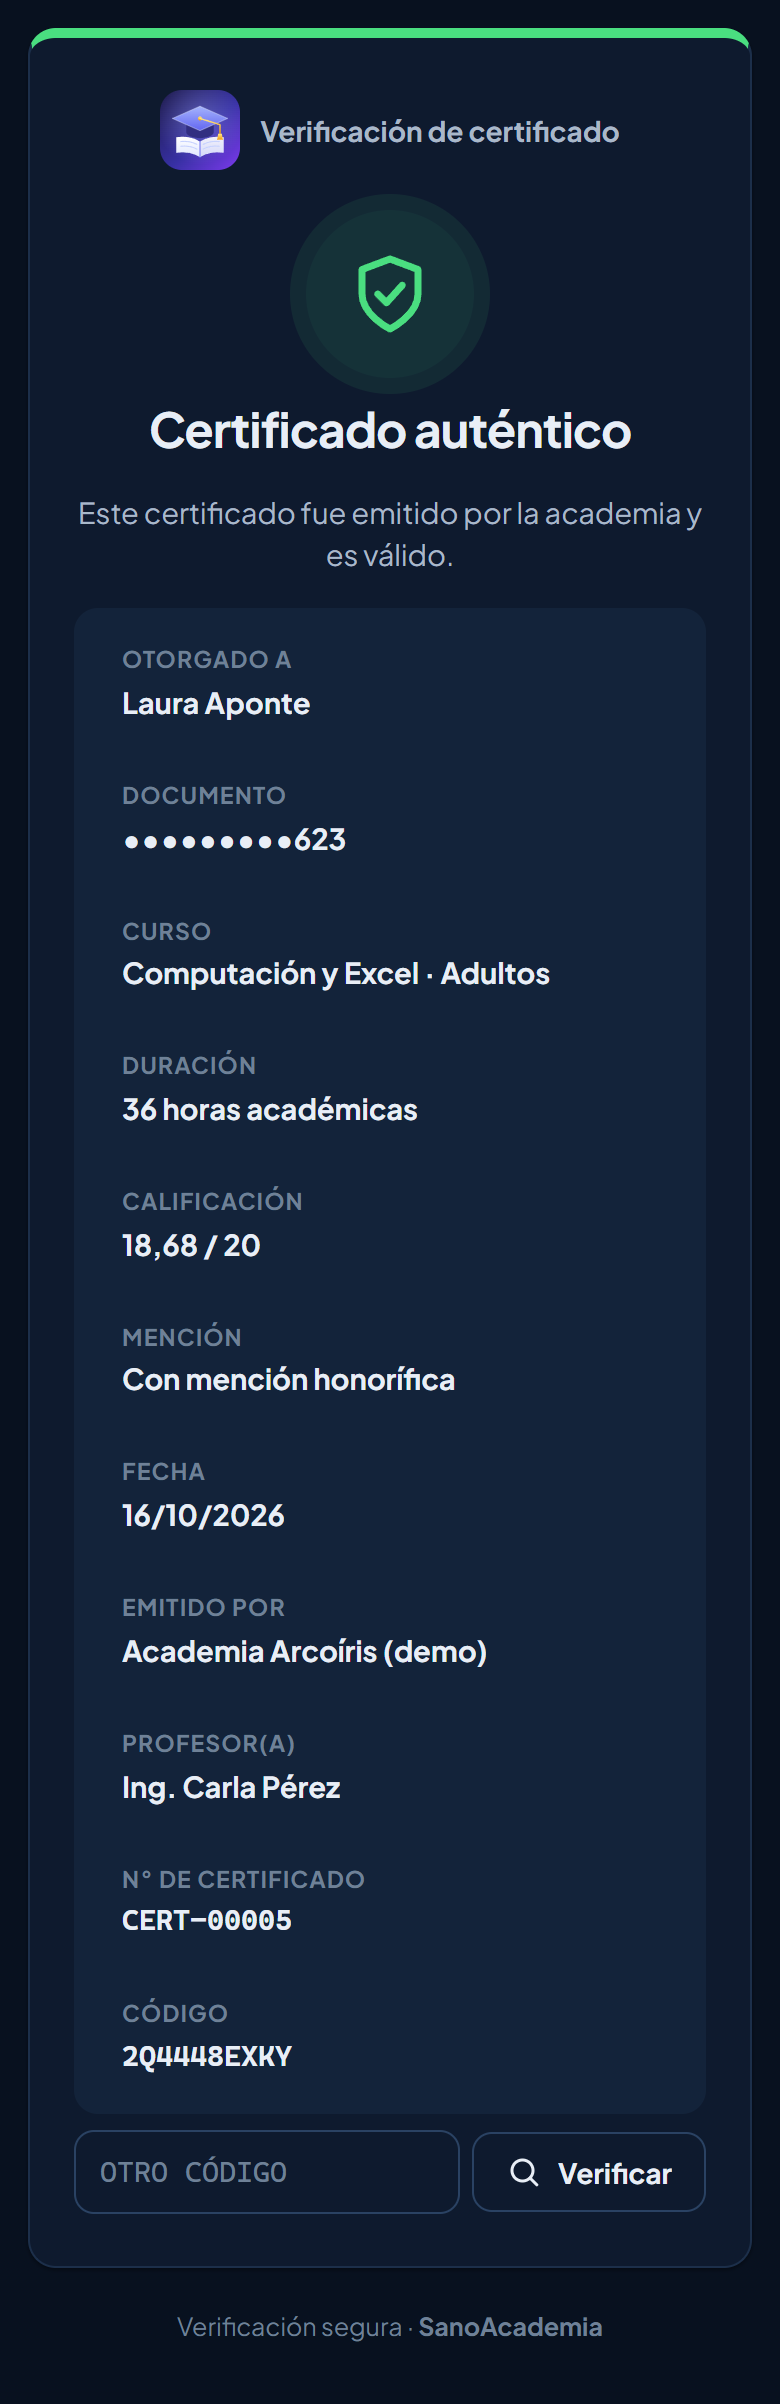 Verificación de certificado
Certificado auténtico
Este certificado fue emitido por la academia y
es válido.
OTORGADO A
Laura Aponte
DOCUMENTO
•••••••••623
CURSO
Computación y Excel · Adultos
DURACIÓN
36 horas académicas
CALIFICACIÓN
18,68 / 20
MENCIÓN
Con mención honorífica
FECHA
16/10/2026
EMITIDO POR
Academia Arcoíris (demo)
PROFESOR(A)
Ing. Carla Pérez
N° DE CERTIFICADO
CERT-00005
CÓDIGO
2Q4448EXKY
OTRO CÓDIGO
Verificar
Verificación segura · SanoAcademia